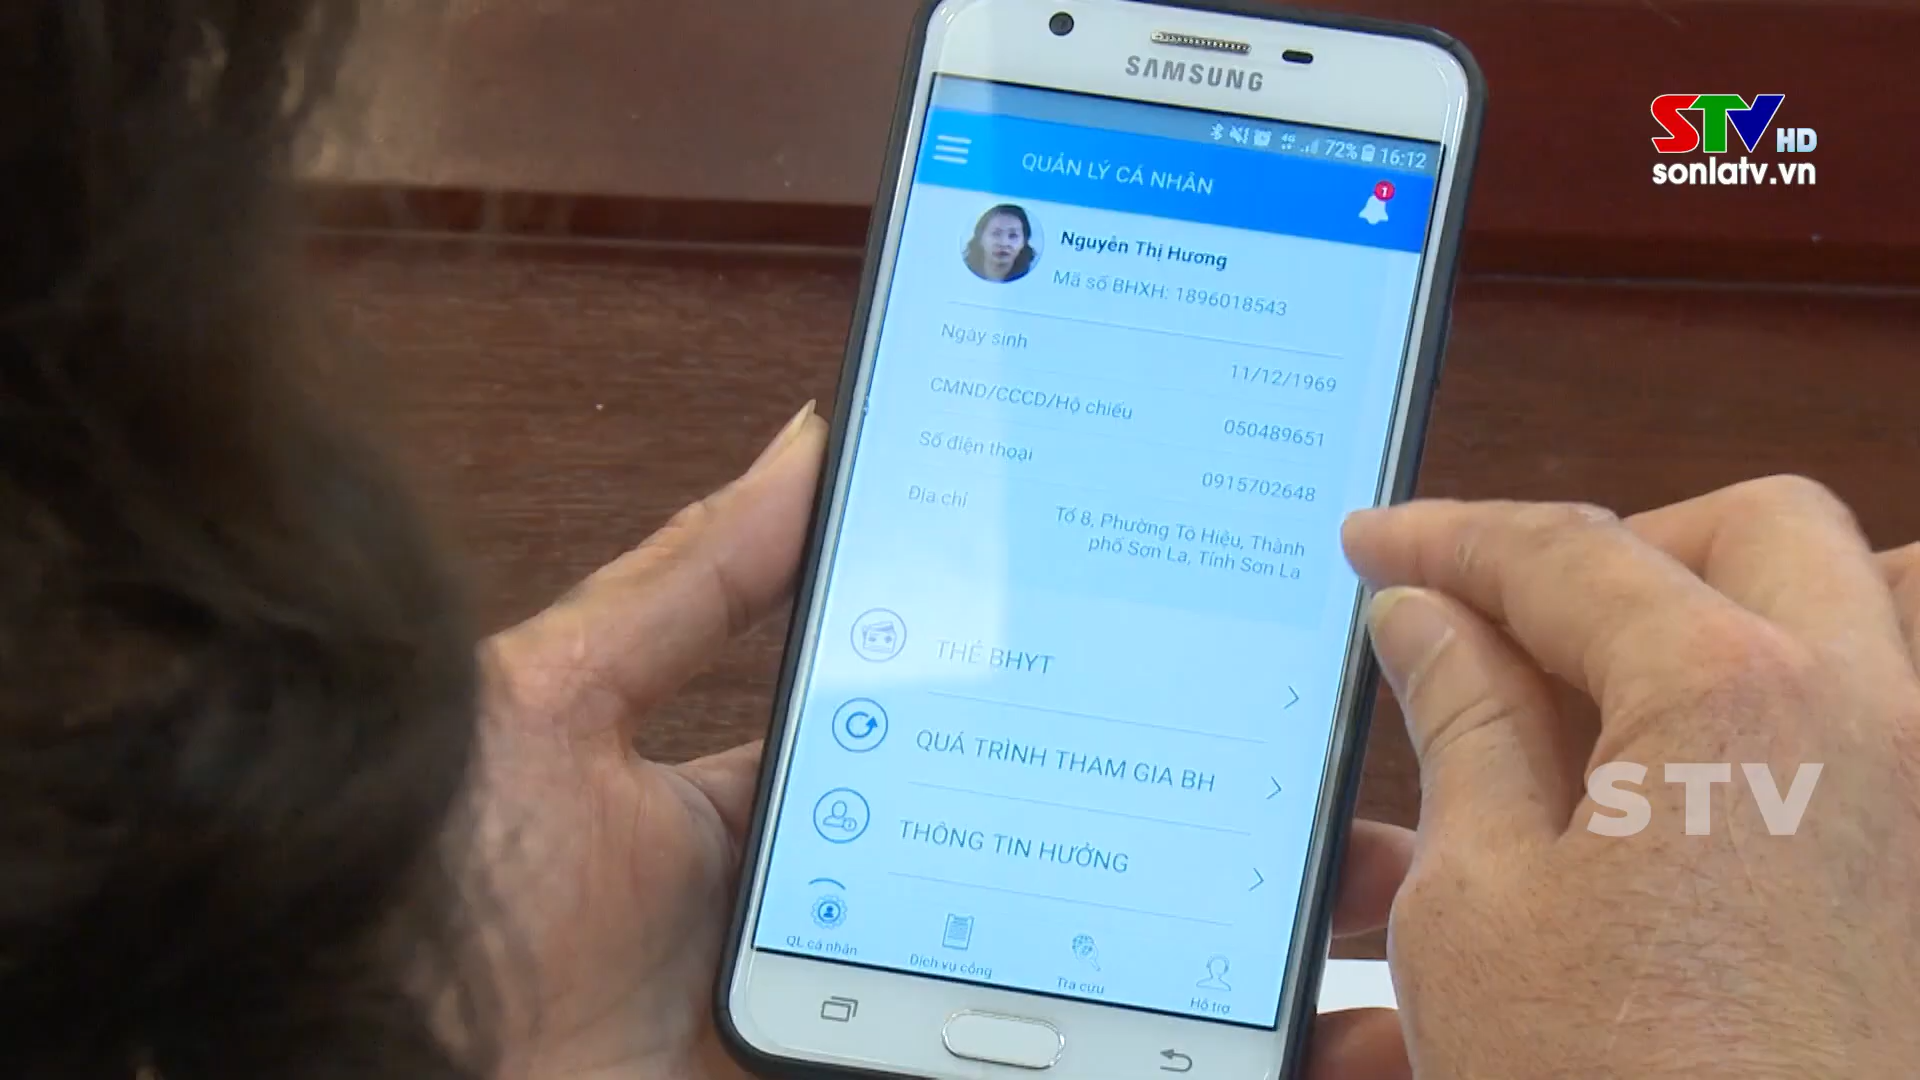 SAMSUNG
STV HD
sonlatv.vn
4G 72% 16:12
QUẢN LÝ CÁ NHÂN
1
Nguyễn Thị Hương
Mã số BHXH: 1896018543
Ngày sinh
11/12/1969
CMND/CCCD/Hộ chiếu
050489651
Số điện thoại
0915702648
Địa chỉ
Tổ 8, Phường Tô Hiệu, Thành
phố Sơn La, Tỉnh Sơn La
THẺ BHYT
QUÁ TRÌNH THAM GIA BH
THÔNG TIN HƯỞNG
QL cá nhân
Dịch vụ công
Tra cứu
Hỗ trợ
STV